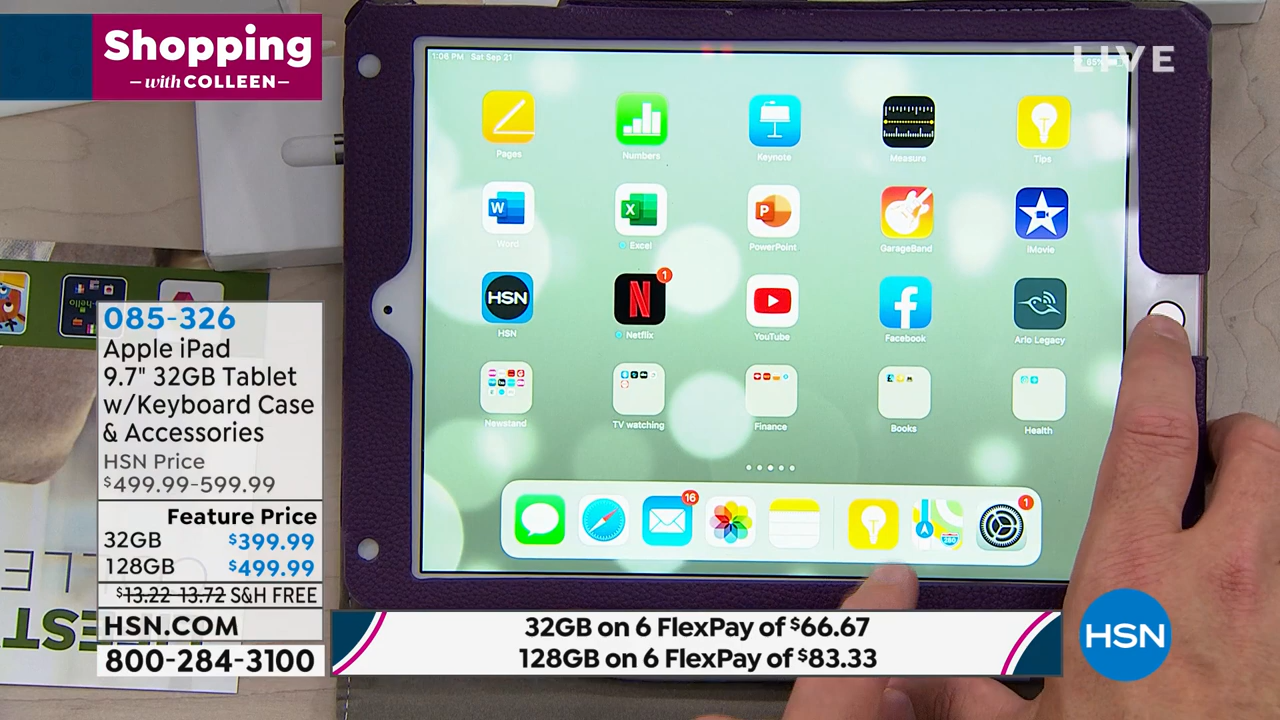 Shopping
with COLLEEN
LIVE
1:06 PM Sat Sep 21
65%
Pages
Numbers
Keynote
Measure
Tips
Word
Excel
PowerPoint
GarageBand
iMovie
HSN
HSN
Netflix
1
YouTube
Facebook
Arlo Legacy
Newsstand
TV watching
Finance
Books
Health
16
280
1
085-326
Apple iPad
9.7" 32GB Tablet
w/Keyboard Case
& Accessories
HSN Price
$499.99-599.99
Feature Price
32GB $399.99
128GB $499.99
$13.22-13.72 S&H FREE
HSN.COM
800-284-3100
32GB on 6 FlexPay of $66.67
128GB on 6 FlexPay of $83.33
HSN